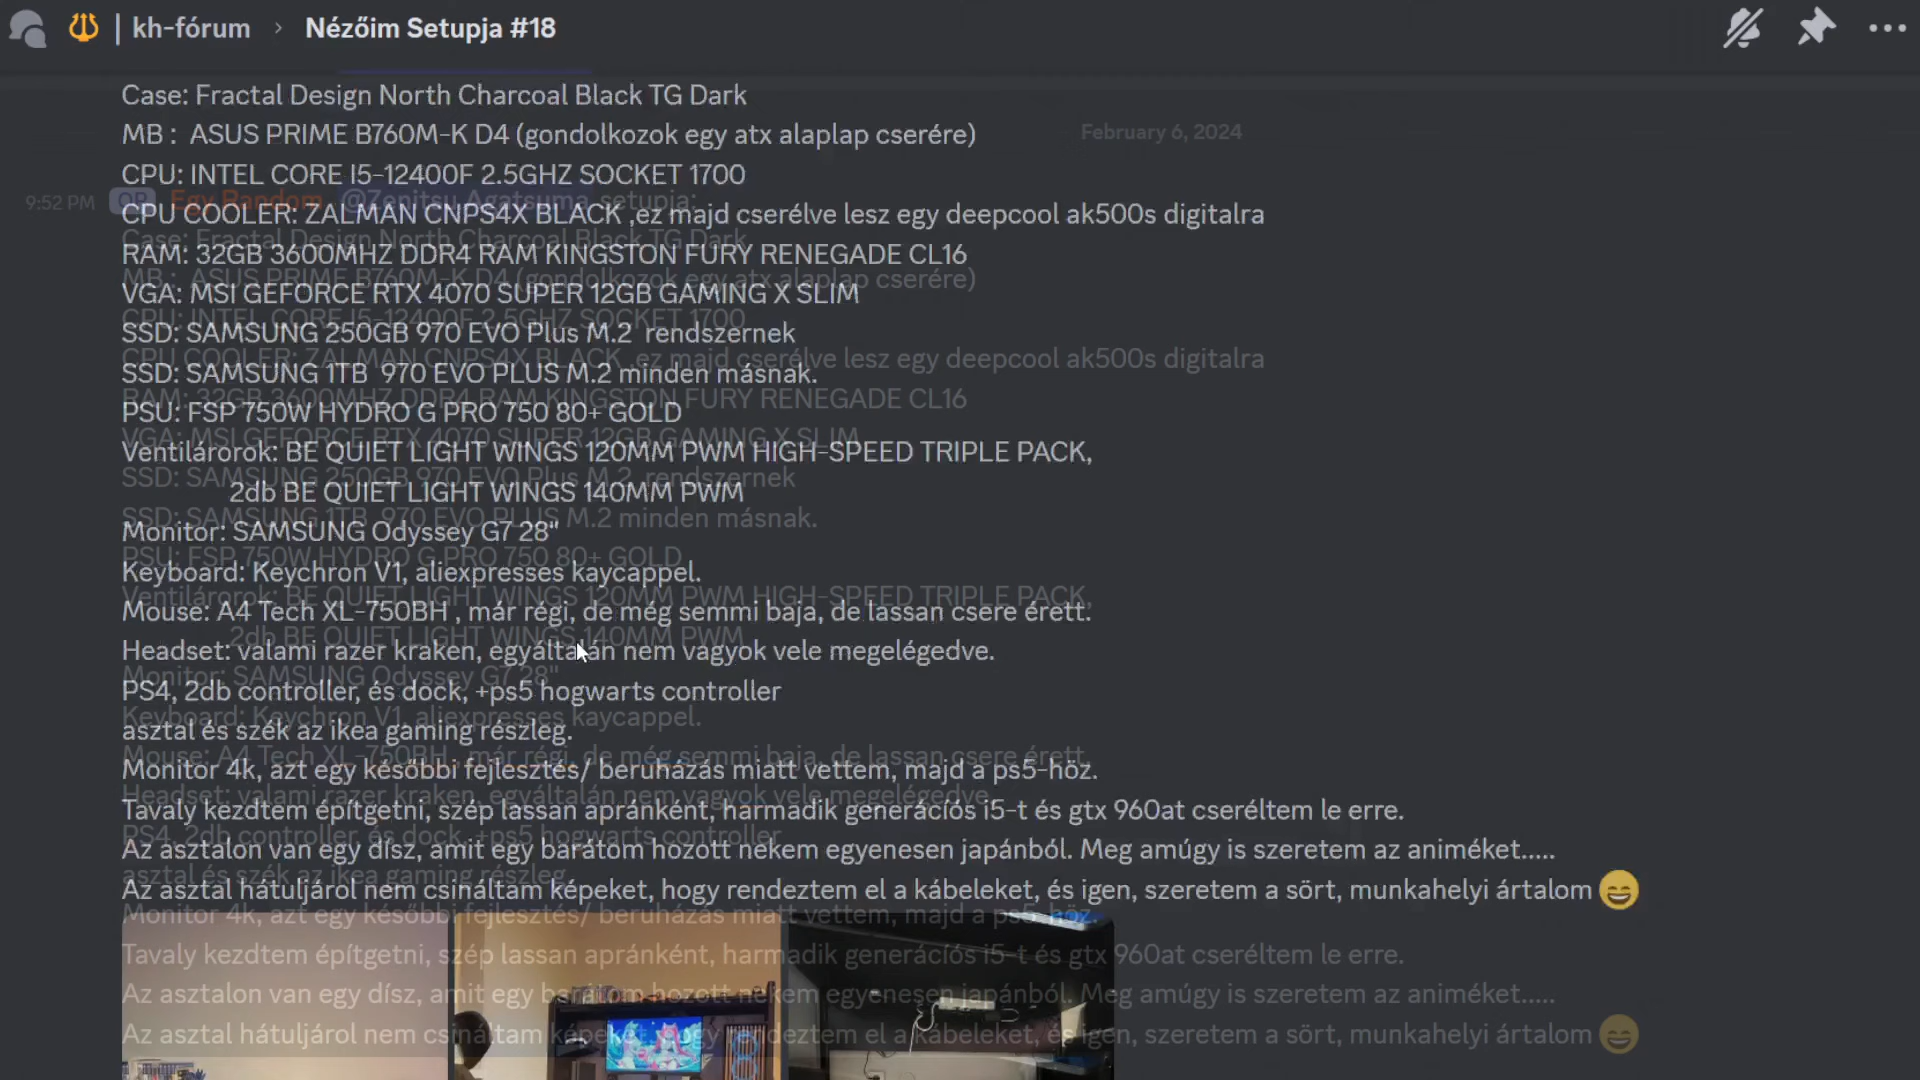 kh-fórum › Nézőim Setupja #18
February 6, 2024
9:52 PM Egy Random @Zenitsu Agatsuma setupja:
Case: Fractal Design North Charcoal Black TG Dark
MB :  ASUS PRIME B760M-K D4 (gondolkozok egy atx alaplap cserére)
CPU: INTEL CORE I5-12400F 2.5GHZ SOCKET 1700
CPU COOLER: ZALMAN CNPS4X BLACK ,ez majd cserélve lesz egy deepcool ak500s digitalra
RAM: 32GB 3600MHZ DDR4 RAM KINGSTON FURY RENEGADE CL16
VGA: MSI GEFORCE RTX 4070 SUPER 12GB GAMING X SLIM
SSD: SAMSUNG 250GB 970 EVO Plus M.2  rendszernek
SSD: SAMSUNG 1TB  970 EVO PLUS M.2 minden másnak.
PSU: FSP 750W HYDRO G PRO 750 80+ GOLD
Ventilárorok: BE QUIET LIGHT WINGS 120MM PWM HIGH-SPEED TRIPLE PACK,
2db BE QUIET LIGHT WINGS 140MM PWM
Monitor: SAMSUNG Odyssey G7 28"
Keyboard: Keychron V1, aliexpresses kaycappel.
Mouse: A4 Tech XL-750BH , már régi, de még semmi baja, de lassan csere érett.
Headset: valami razer kraken, egyáltalán nem vagyok vele megelégedve.
PS4, 2db controller, és dock, +ps5 hogwarts controller
asztal és szék az ikea gaming részleg.
Monitor 4k, azt egy későbbi fejlesztés/ beruházás miatt vettem, majd a ps5-höz.
Tavaly kezdtem építgetni, szép lassan apránként, harmadik generációs i5-t és gtx 960at cseréltem le erre.
Az asztalon van egy dísz, amit egy barátom hozott nekem egyenesen japánból. Meg amúgy is szeretem az animéket.....
Az asztal hátuljárol nem csináltam képeket, hogy rendeztem el a kábeleket, és igen, szeretem a sört, munkahelyi ártalom 😄